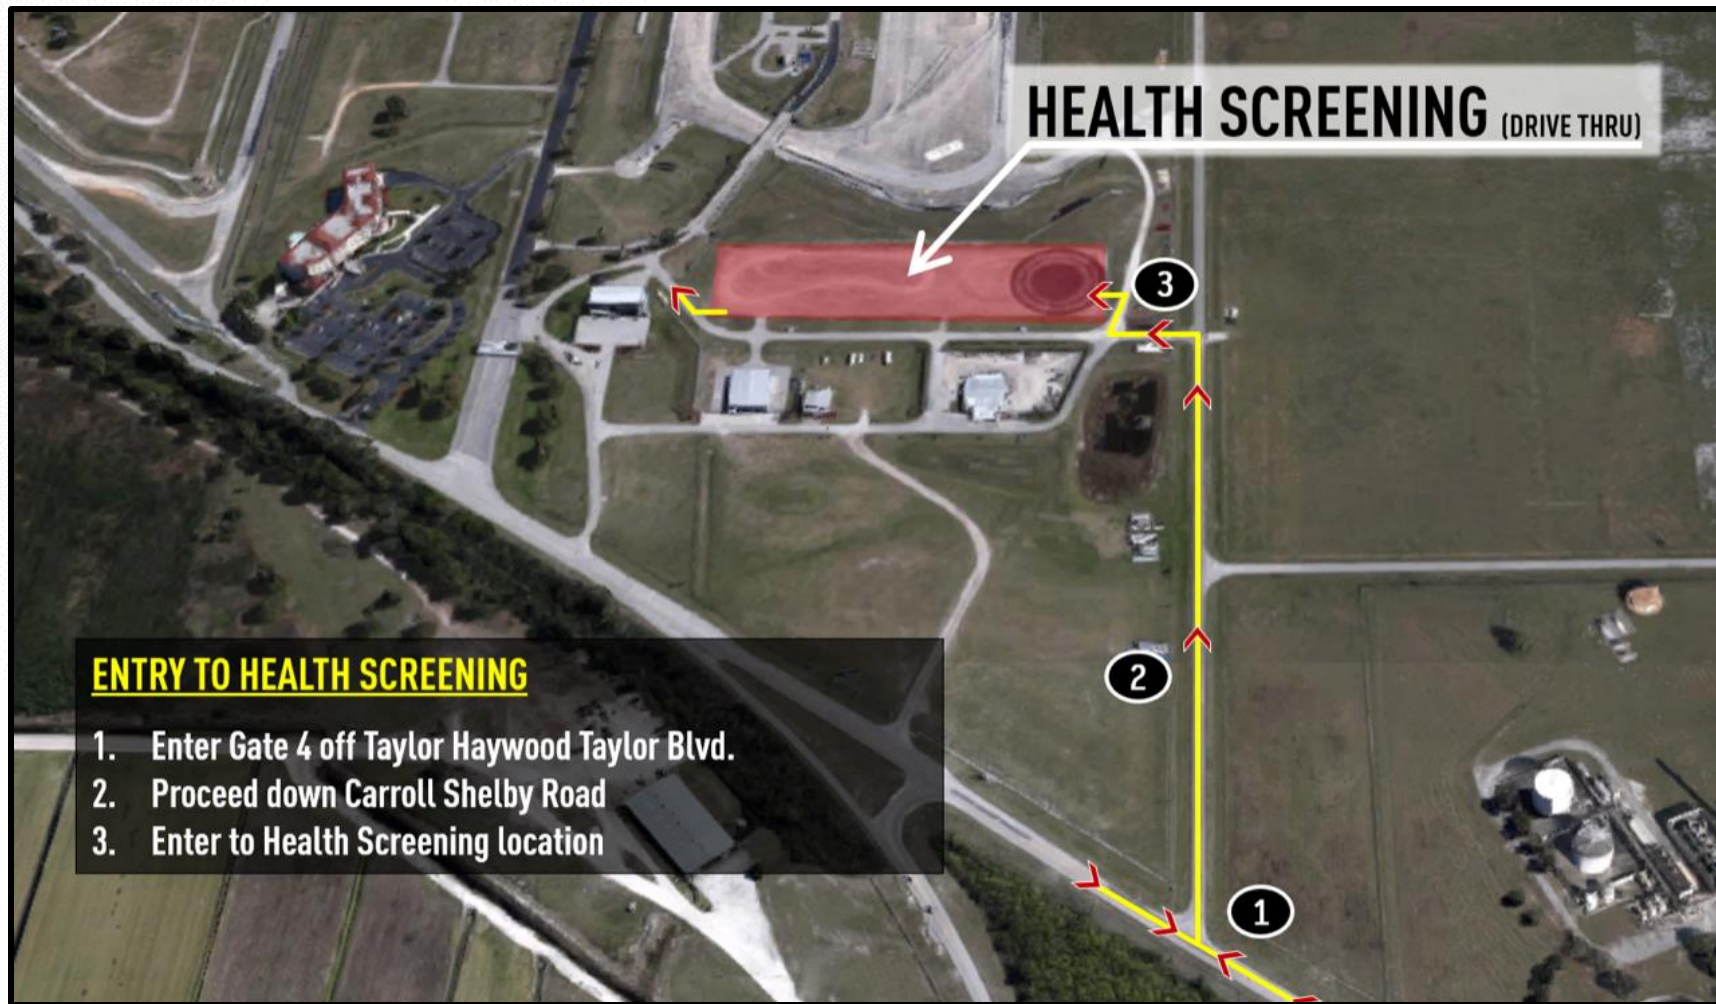 HEALTH SCREENING (DRIVE THRU)
3
2
ENTRY TO HEALTH SCREENING
1. Enter Gate 4 off Taylor Haywood Taylor Blvd.
2. Proceed down Carroll Shelby Road
3. Enter to Health Screening location
1